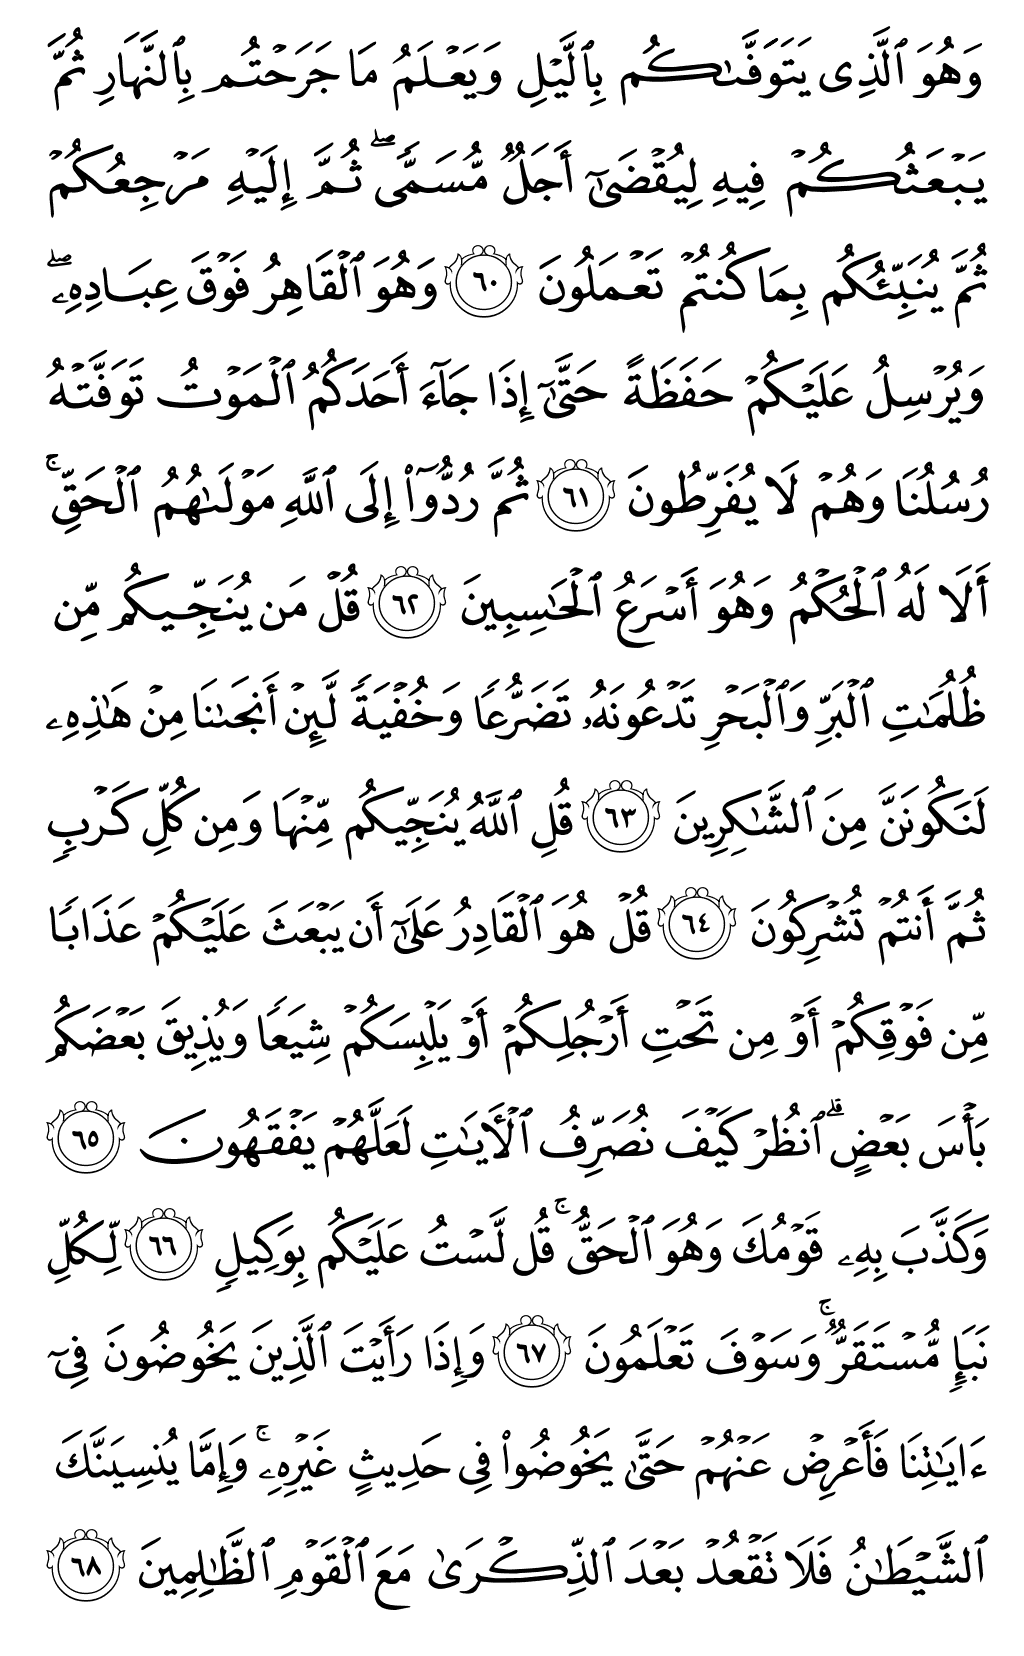 وَهُوَ ٱلَّذِى يَتَوَفَّىٰكُم بِٱلَّيْلِ وَيَعْلَمُ مَا جَرَحْتُم بِٱلنَّهَارِ ثُمَّ
يَبْعَثُكُمْ فِيهِ لِيُقْضَىٰٓ أَجَلٌ مُّسَمًّى ۖ ثُمَّ إِلَيْهِ مَرْجِعُكُمْ
ثُمَّ يُنَبِّئُكُم بِمَا كُنتُمْ تَعْمَلُونَ ٦٠ وَهُوَ ٱلْقَاهِرُ فَوْقَ عِبَادِهِۦ ۖ
وَيُرْسِلُ عَلَيْكُمْ حَفَظَةً حَتَّىٰٓ إِذَا جَآءَ أَحَدَكُمُ ٱلْمَوْتُ تَوَفَّتْهُ
رُسُلُنَا وَهُمْ لَا يُفَرِّطُونَ ٦١ ثُمَّ رُدُّوٓا۟ إِلَى ٱللَّهِ مَوْلَىٰهُمُ ٱلْحَقِّ ۚ
أَلَا لَهُ ٱلْحُكْمُ وَهُوَ أَسْرَعُ ٱلْحَٰسِبِينَ ٦٢ قُلْ مَن يُنَجِّيكُم مِّن
ظُلُمَٰتِ ٱلْبَرِّ وَٱلْبَحْرِ تَدْعُونَهُۥ تَضَرُّعًا وَخُفْيَةً لَّئِنْ أَنجَىٰنَا مِنْ هَٰذِهِۦ
لَنَكُونَنَّ مِنَ ٱلشَّٰكِرِينَ ٦٣ قُلِ ٱللَّهُ يُنَجِّيكُم مِّنْهَا وَمِن كُلِّ كَرْبٍ
ثُمَّ أَنتُمْ تُشْرِكُونَ ٦٤ قُلْ هُوَ ٱلْقَادِرُ عَلَىٰٓ أَن يَبْعَثَ عَلَيْكُمْ عَذَابًا
مِّن فَوْقِكُمْ أَوْ مِن تَحْتِ أَرْجُلِكُمْ أَوْ يَلْبِسَكُمْ شِيَعًا وَيُذِيقَ بَعْضَكُم
بَأْسَ بَعْضٍ ۗ ٱنظُرْ كَيْفَ نُصَرِّفُ ٱلْـَٔايَٰتِ لَعَلَّهُمْ يَفْقَهُونَ ٦٥
وَكَذَّبَ بِهِۦ قَوْمُكَ وَهُوَ ٱلْحَقُّ ۚ قُل لَّسْتُ عَلَيْكُم بِوَكِيلٍ ٦٦ لِّكُلِّ
نَبَإٍ مُّسْتَقَرٌّ ۚ وَسَوْفَ تَعْلَمُونَ ٦٧ وَإِذَا رَأَيْتَ ٱلَّذِينَ يَخُوضُونَ فِىٓ
ءَايَٰتِنَا فَأَعْرِضْ عَنْهُمْ حَتَّىٰ يَخُوضُوا۟ فِى حَدِيثٍ غَيْرِهِۦ ۚ وَإِمَّا يُنسِيَنَّكَ
ٱلشَّيْطَٰنُ فَلَا تَقْعُدْ بَعْدَ ٱلذِّكْرَىٰ مَعَ ٱلْقَوْمِ ٱلظَّٰلِمِينَ ٦٨